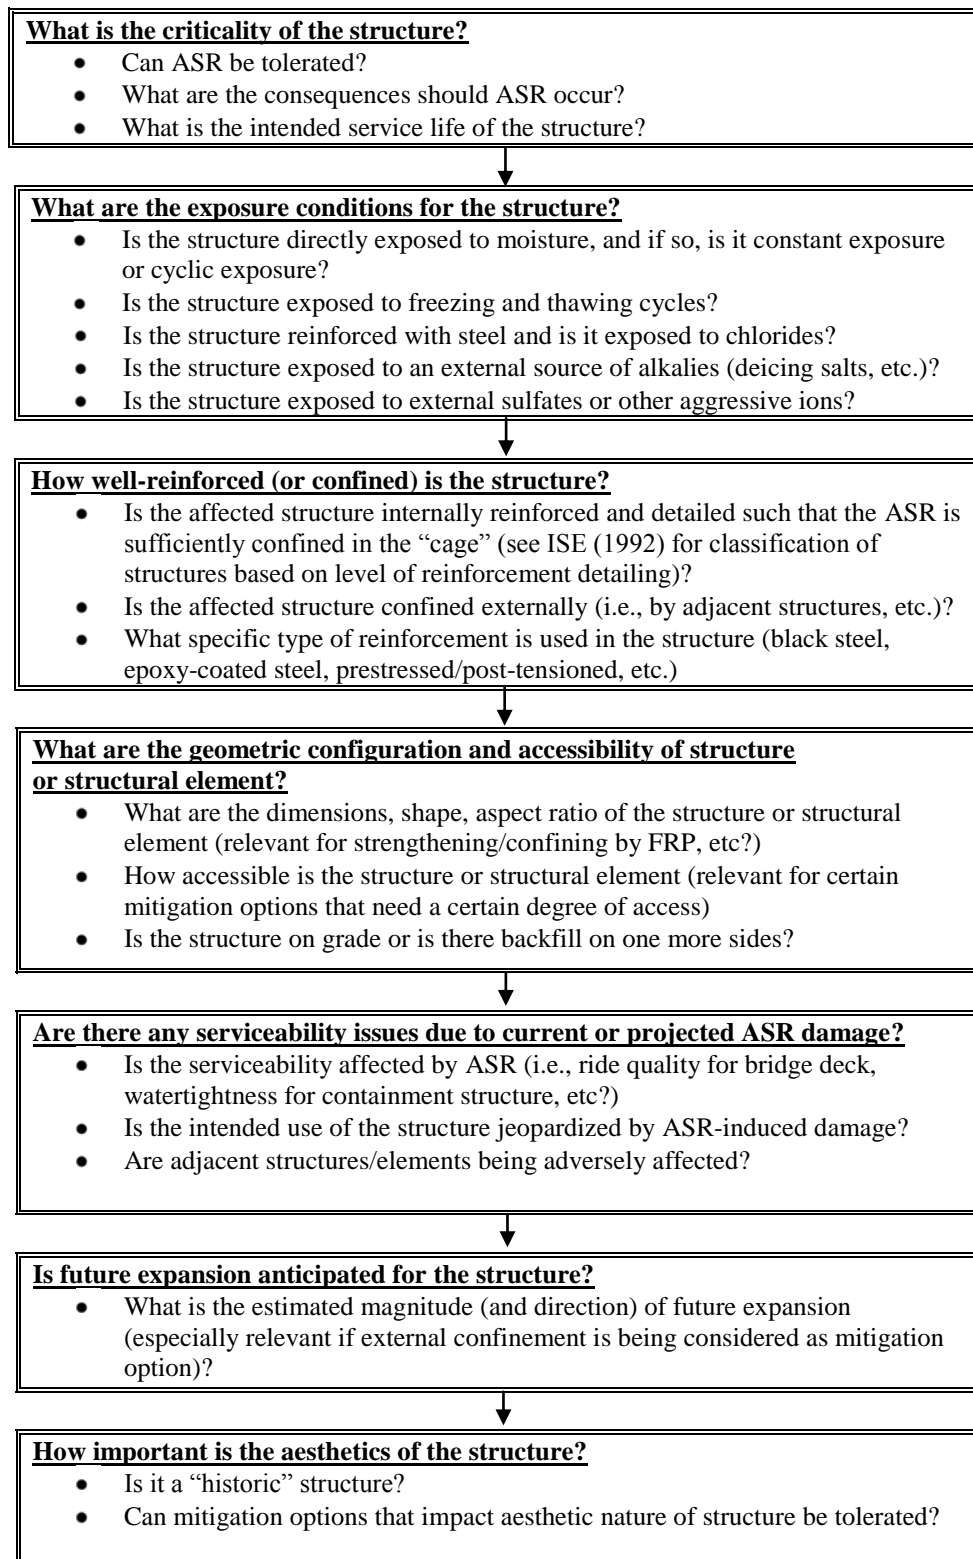 What is the criticality of the structure?
• Can ASR be tolerated?
• What are the consequences should ASR occur?
• What is the intended service life of the structure?
What are the exposure conditions for the structure?
• Is the structure directly exposed to moisture, and if so, is it constant exposure
or cyclic exposure?
• Is the structure exposed to freezing and thawing cycles?
• Is the structure reinforced with steel and is it exposed to chlorides?
• Is the structure exposed to an external source of alkalies (deicing salts, etc.)?
• Is the structure exposed to external sulfates or other aggressive ions?
How well-reinforced (or confined) is the structure?
• Is the affected structure internally reinforced and detailed such that the ASR is
sufficiently confined in the “cage” (see ISE (1992) for classification of
structures based on level of reinforcement detailing)?
• Is the affected structure confined externally (i.e., by adjacent structures, etc.)?
• What specific type of reinforcement is used in the structure (black steel,
epoxy-coated steel, prestressed/post-tensioned, etc.)
What are the geometric configuration and accessibility of structure
or structural element?
• What are the dimensions, shape, aspect ratio of the structure or structural
element (relevant for strengthening/confining by FRP, etc?)
• How accessible is the structure or structural element (relevant for certain
mitigation options that need a certain degree of access)
• Is the structure on grade or is there backfill on one more sides?
Are there any serviceability issues due to current or projected ASR damage?
• Is the serviceability affected by ASR (i.e., ride quality for bridge deck,
watertightness for containment structure, etc?)
• Is the intended use of the structure jeopardized by ASR-induced damage?
• Are adjacent structures/elements being adversely affected?
Is future expansion anticipated for the structure?
• What is the estimated magnitude (and direction) of future expansion
(especially relevant if external confinement is being considered as mitigation
option)?
How important is the aesthetics of the structure?
• Is it a “historic” structure?
• Can mitigation options that impact aesthetic nature of structure be tolerated?